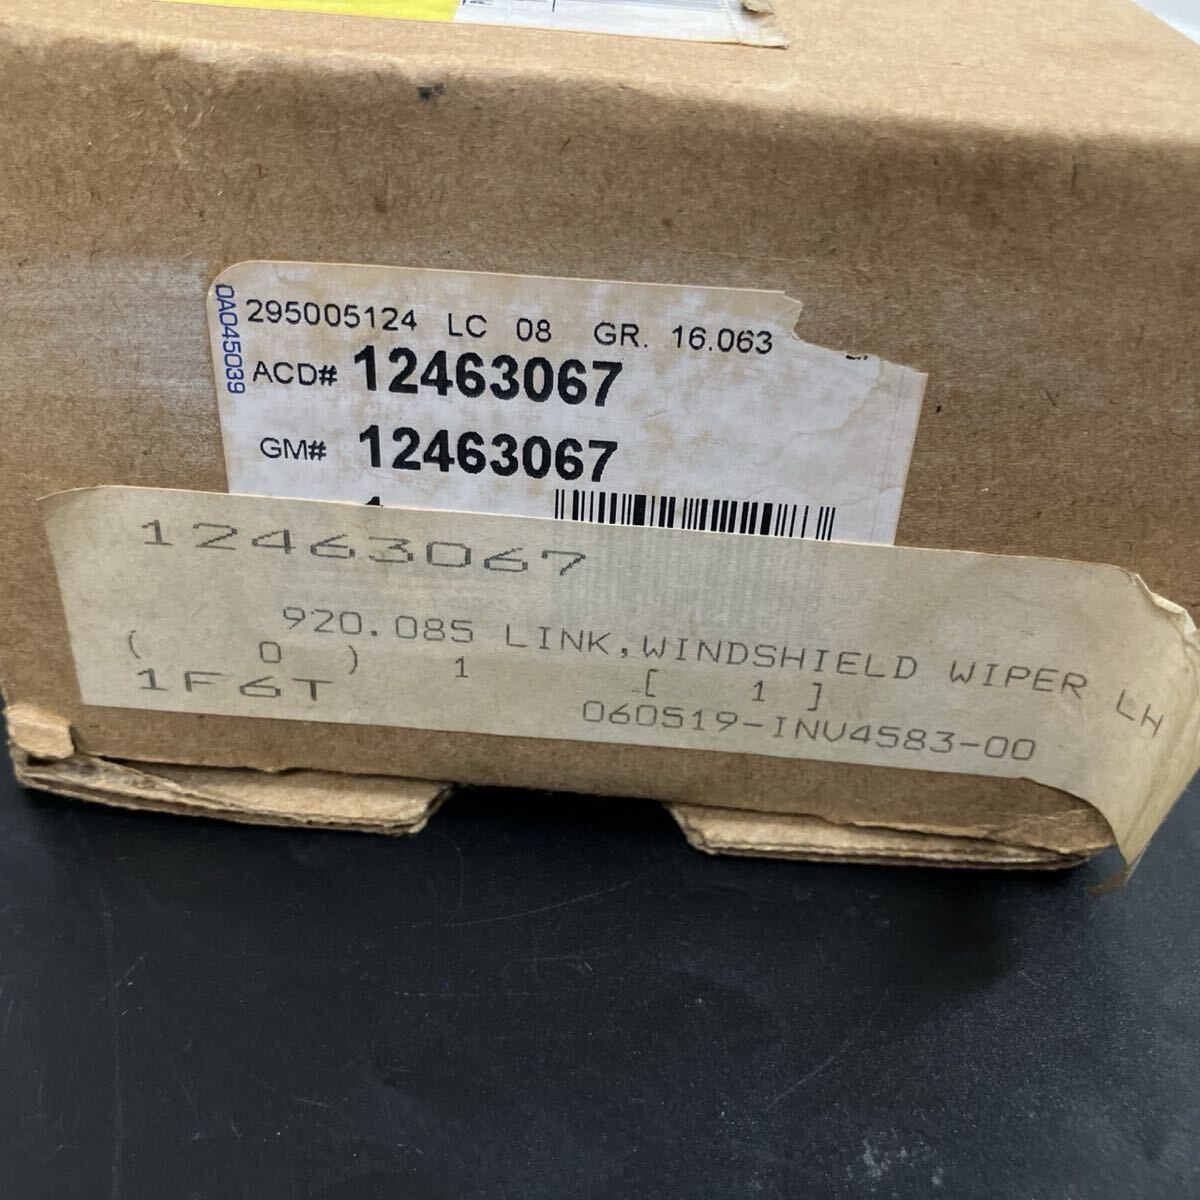 295005124 LC 08 GR. 16.063
0A045039
ACD# 12463067
GM# 12463067
12463067
920.085 LINK,WINDSHIELD WIPER LH
( 0 ) 1 [ 1 ]
1F6T
060519-INV4583-00